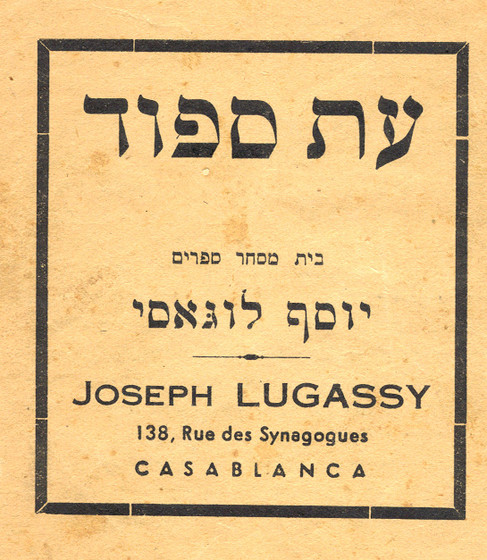 עת ספוד
בית מסחר ספרים
יוסף לוגאסי
JOSEPH LUGASSY
138, Rue des Synagogues
CASABLANCA